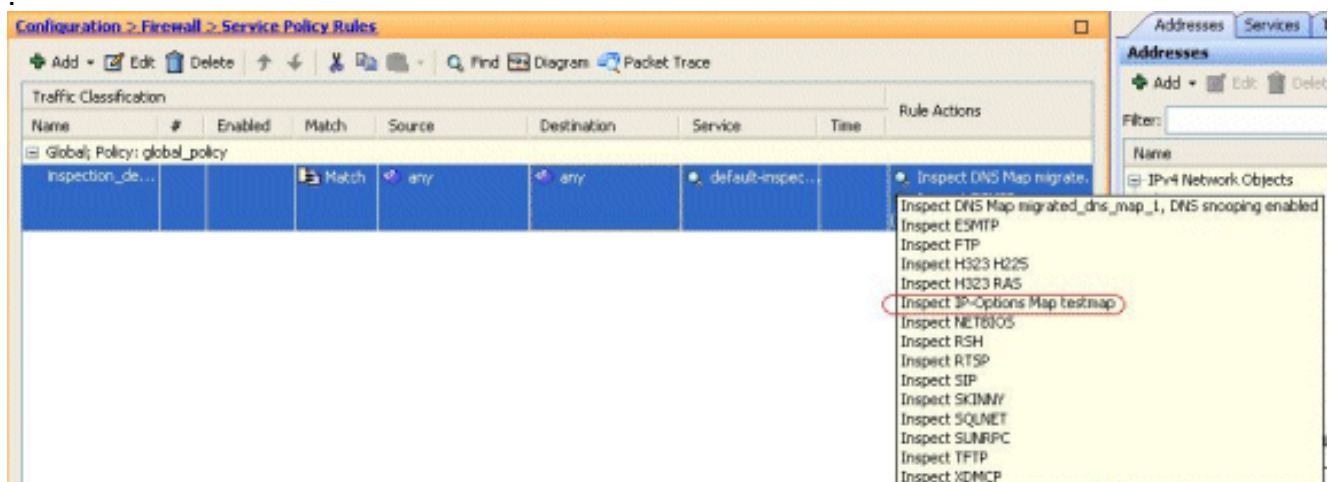 .
Configuration > Firewall > Service Policy Rules
Add Edit Delete Find Diagram Packet Trace
Traffic Classification
Rule Actions
Name # Enabled Match Source Destination Service Time
Global; Policy: global_policy
inspection_de... Match any any default-inspec... Inspect DNS Map migrate.
Inspect DNS Map migrated_dns_map_1, DNS snooping enabled
Inspect ESMTP
Inspect FTP
Inspect H323 H225
Inspect H323 RAS
Inspect IP-Options Map testmap
Inspect NETBIOS
Inspect RSH
Inspect RTSP
Inspect SIP
Inspect SKINNY
Inspect SQLNET
Inspect SUNRPC
Inspect TFTP
Inspect XDMCP
Addresses Services
Addresses
Add Edit Delet
Filter:
Name
IPv4 Network Objects